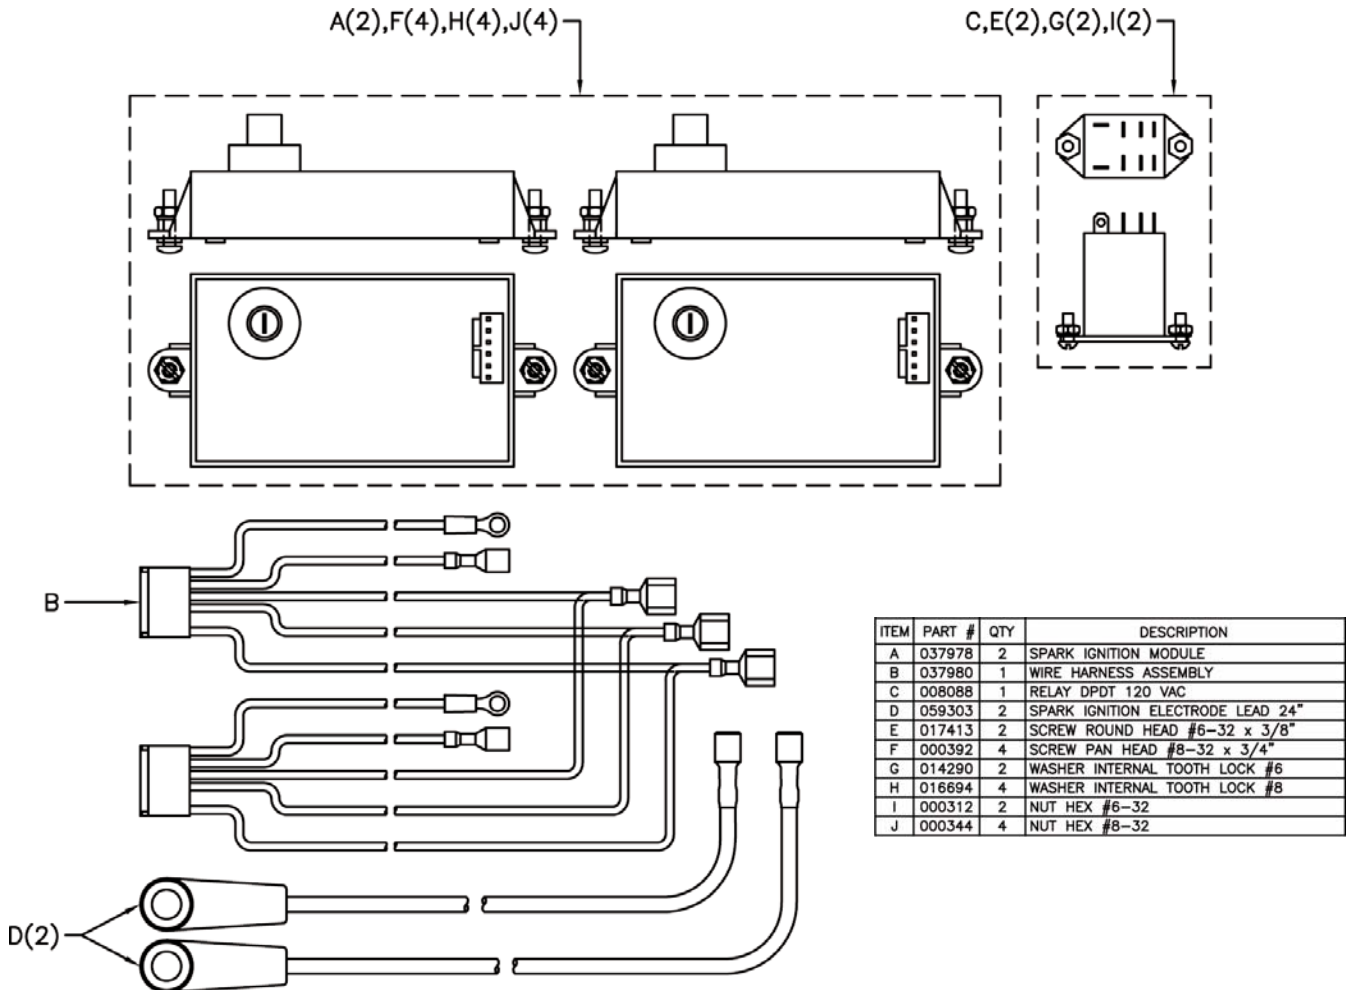 A(2),F(4),H(4),J(4)
C,E(2),G(2),I(2)
B
D(2)
ITEM PART # QTY DESCRIPTION
A 037978 2 SPARK IGNITION MODULE
B 037980 1 WIRE HARNESS ASSEMBLY
C 008088 1 RELAY DPDT 120 VAC
D 059303 2 SPARK IGNITION ELECTRODE LEAD 24"
E 017413 2 SCREW ROUND HEAD #6-32 x 3/8"
F 000392 4 SCREW PAN HEAD #8-32 x 3/4"
G 014290 2 WASHER INTERNAL TOOTH LOCK #6
H 016694 4 WASHER INTERNAL TOOTH LOCK #8
I 000312 2 NUT HEX #6-32
J 000344 4 NUT HEX #8-32